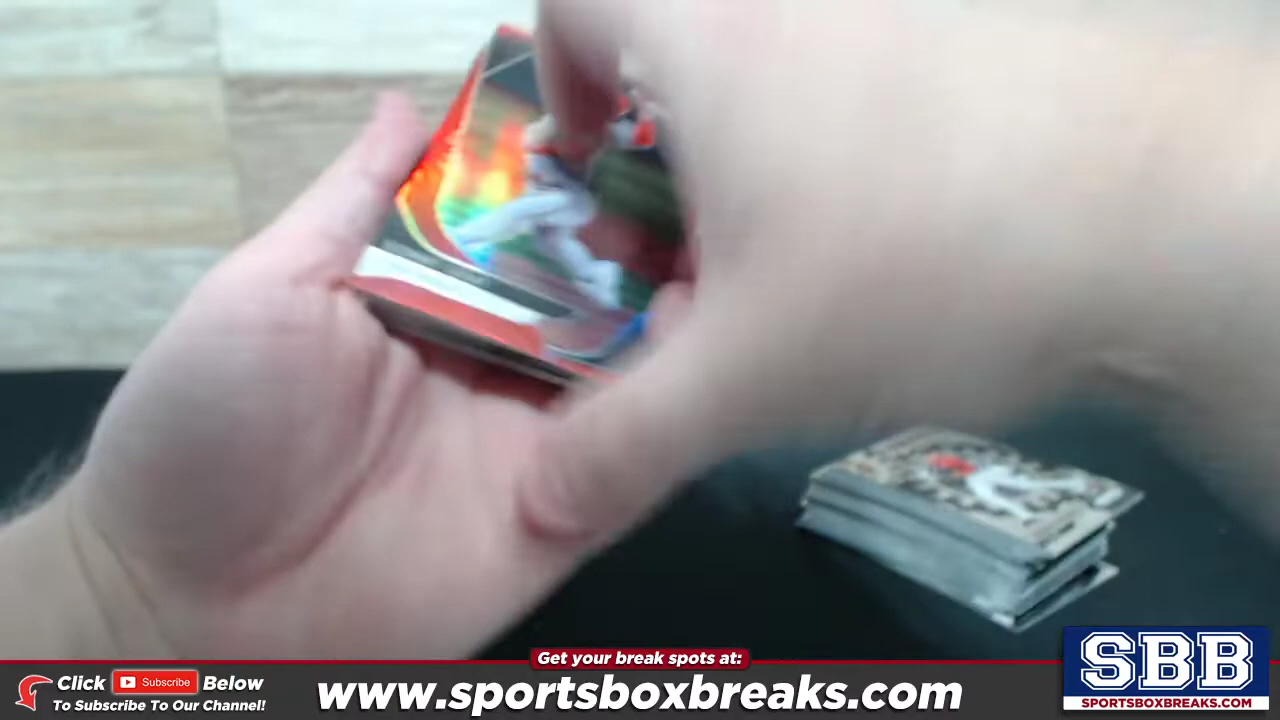 Get your break spots at:
Click Subscribe Below
To Subscribe To Our Channel!
www.sportsboxbreaks.com
SBB
SPORTSBOXBREAKS.COM